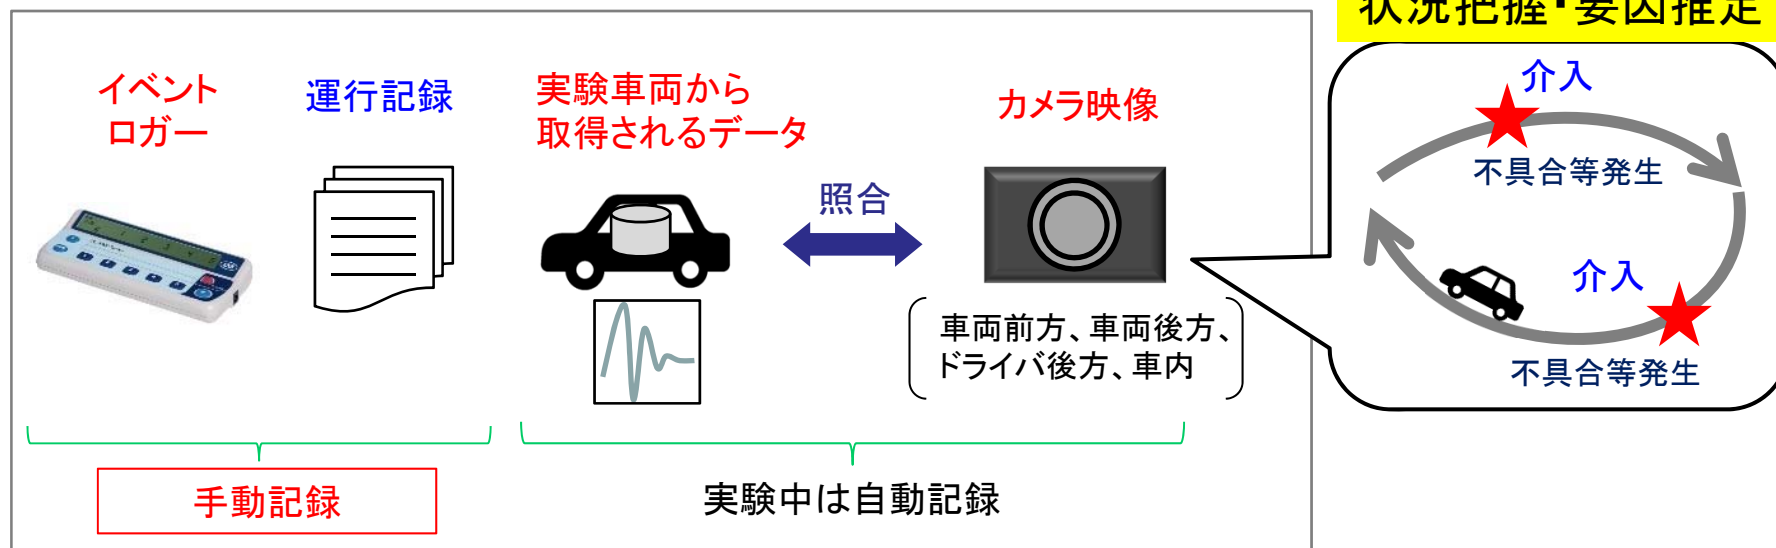 状況把握・要因推定
イベント
ロガー
運行記録
実験車両から
取得されるデータ
照合
カメラ映像
車両前方、車両後方、
ドライバ後方、車内
手動記録
実験中は自動記録
介入
不具合等発生
介入
不具合等発生